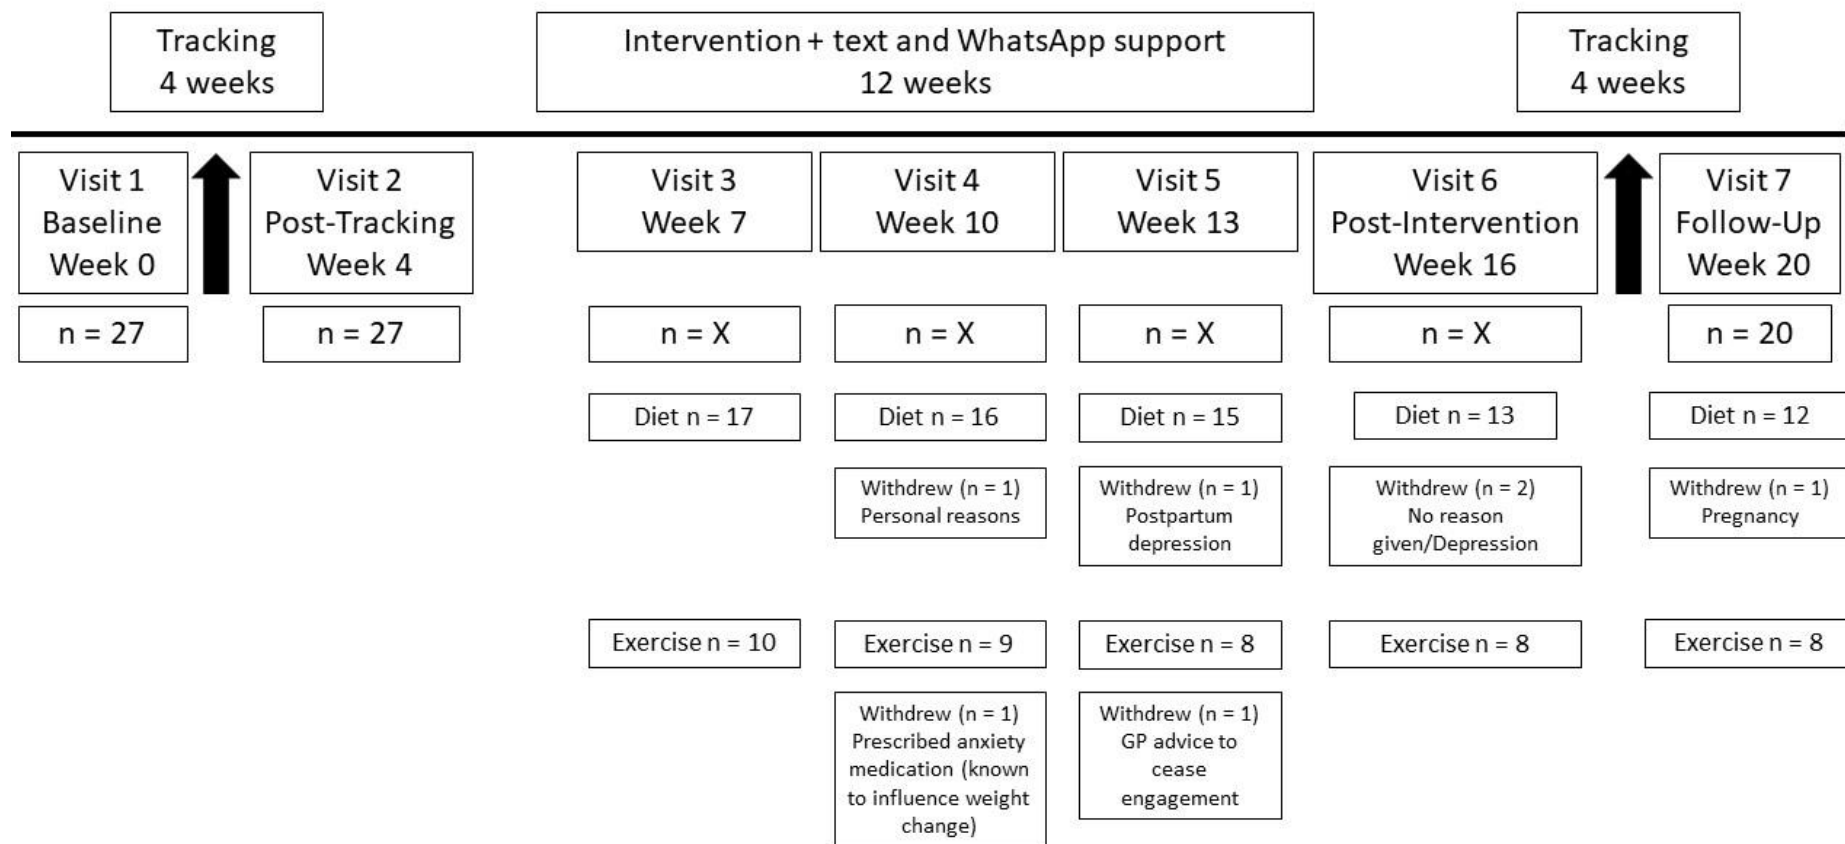 Tracking
4 weeks
Intervention + text and WhatsApp support
12 weeks
Tracking
4 weeks
Visit 1
Baseline
Week 0
Visit 2
Post-Tracking
Week 4
Visit 3
Week 7
Visit 4
Week 10
Visit 5
Week 13
Visit 6
Post-Intervention
Week 16
Visit 7
Follow-Up
Week 20
n = 27
n = 27
n = X
n = X
n = X
n = X
n = 20
Diet n = 17
Diet n = 16
Diet n = 15
Diet n = 13
Diet n = 12
Withdrew (n = 1)
Personal reasons
Withdrew (n = 1)
Postpartum
depression
Withdrew (n = 2)
No reason
given/Depression
Withdrew (n = 1)
Pregnancy
Exercise n = 10
Exercise n = 9
Exercise n = 8
Exercise n = 8
Exercise n = 8
Withdrew (n = 1)
Prescribed anxiety
medication (known
to influence weight
change)
Withdrew (n = 1)
GP advice to
cease
engagement